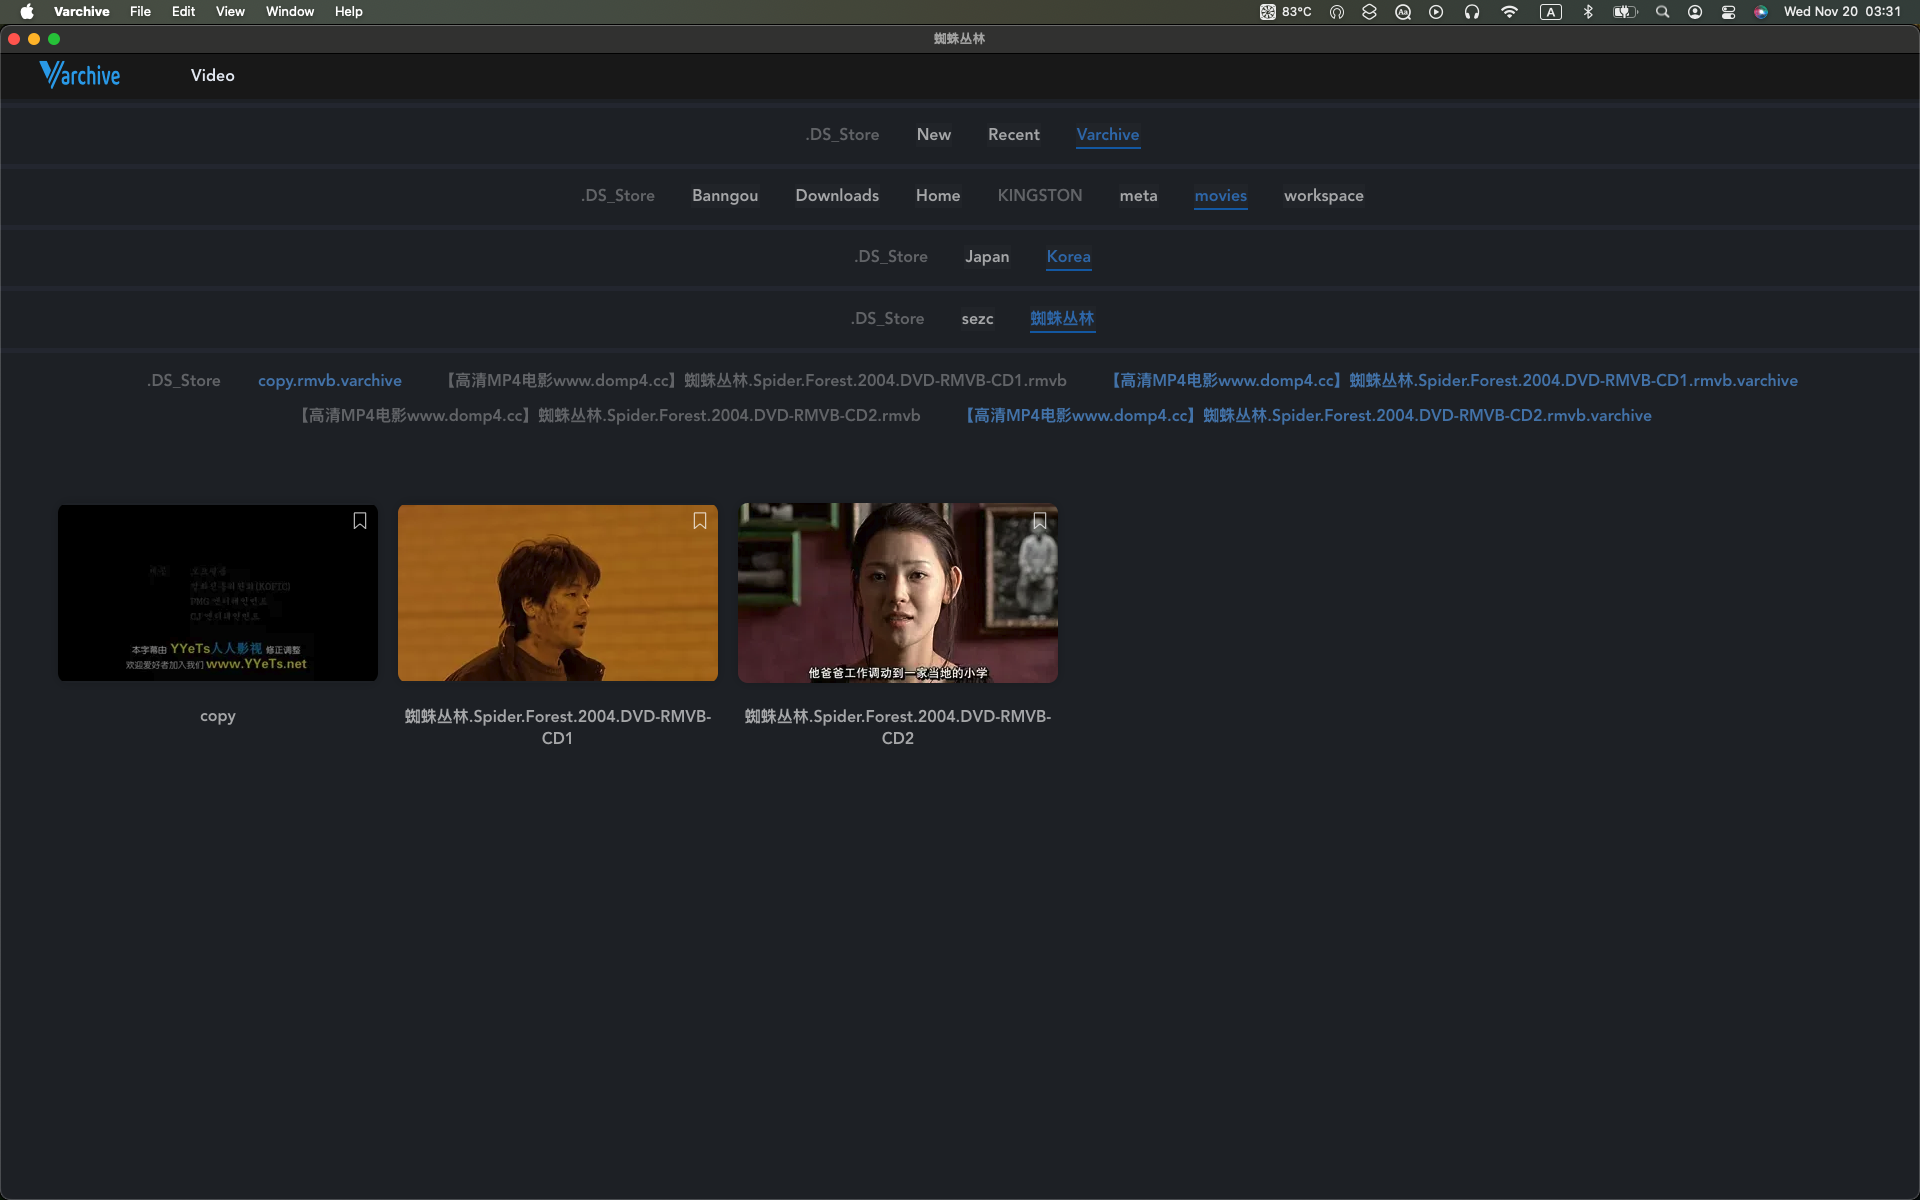 Varchive File Edit View Window Help 83°C A Wed Nov 20 03:31
蜘蛛丛林
Varchive Video
.DS_Store New Recent Varchive
.DS_Store Banngou Downloads Home KINGSTON meta movies workspace
.DS_Store Japan Korea
.DS_Store sezc 蜘蛛丛林
.DS_Store copy.rmvb.varchive 【高清MP4电影www.domp4.cc】蜘蛛丛林.Spider.Forest.2004.DVD-RMVB-CD1.rmvb 【高清MP4电影www.domp4.cc】蜘蛛丛林.Spider.Forest.2004.DVD-RMVB-CD1.rmvb.varchive
【高清MP4电影www.domp4.cc】蜘蛛丛林.Spider.Forest.2004.DVD-RMVB-CD2.rmvb 【高清MP4电影www.domp4.cc】蜘蛛丛林.Spider.Forest.2004.DVD-RMVB-CD2.rmvb.varchive
本字幕由 YYeTs人人影视 修正调整
欢迎爱好者加入我们 www.YYeTs.net
他爸爸工作调动到一家当地的小学
copy
蜘蛛丛林.Spider.Forest.2004.DVD-RMVB-
CD1
蜘蛛丛林.Spider.Forest.2004.DVD-RMVB-
CD2